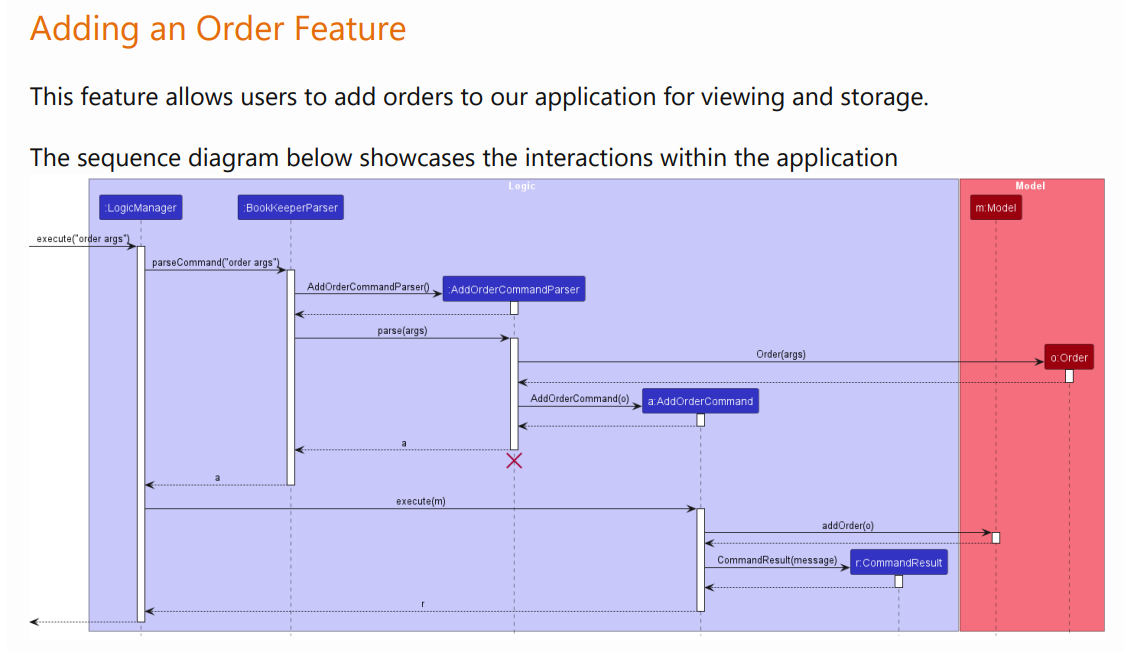 Adding an Order Feature
This feature allows users to add orders to our application for viewing and storage.
The sequence diagram below showcases the interactions within the application
Logic
Model
:LogicManager
:BookKeeperParser
m:Model
execute("order args")
parseCommand("order args")
AddOrderCommandParser()
:AddOrderCommandParser
parse(args)
Order(args)
o:Order
AddOrderCommand(o)
a:AddOrderCommand
a
a
execute(m)
addOrder(o)
CommandResult(message)
r:CommandResult
r